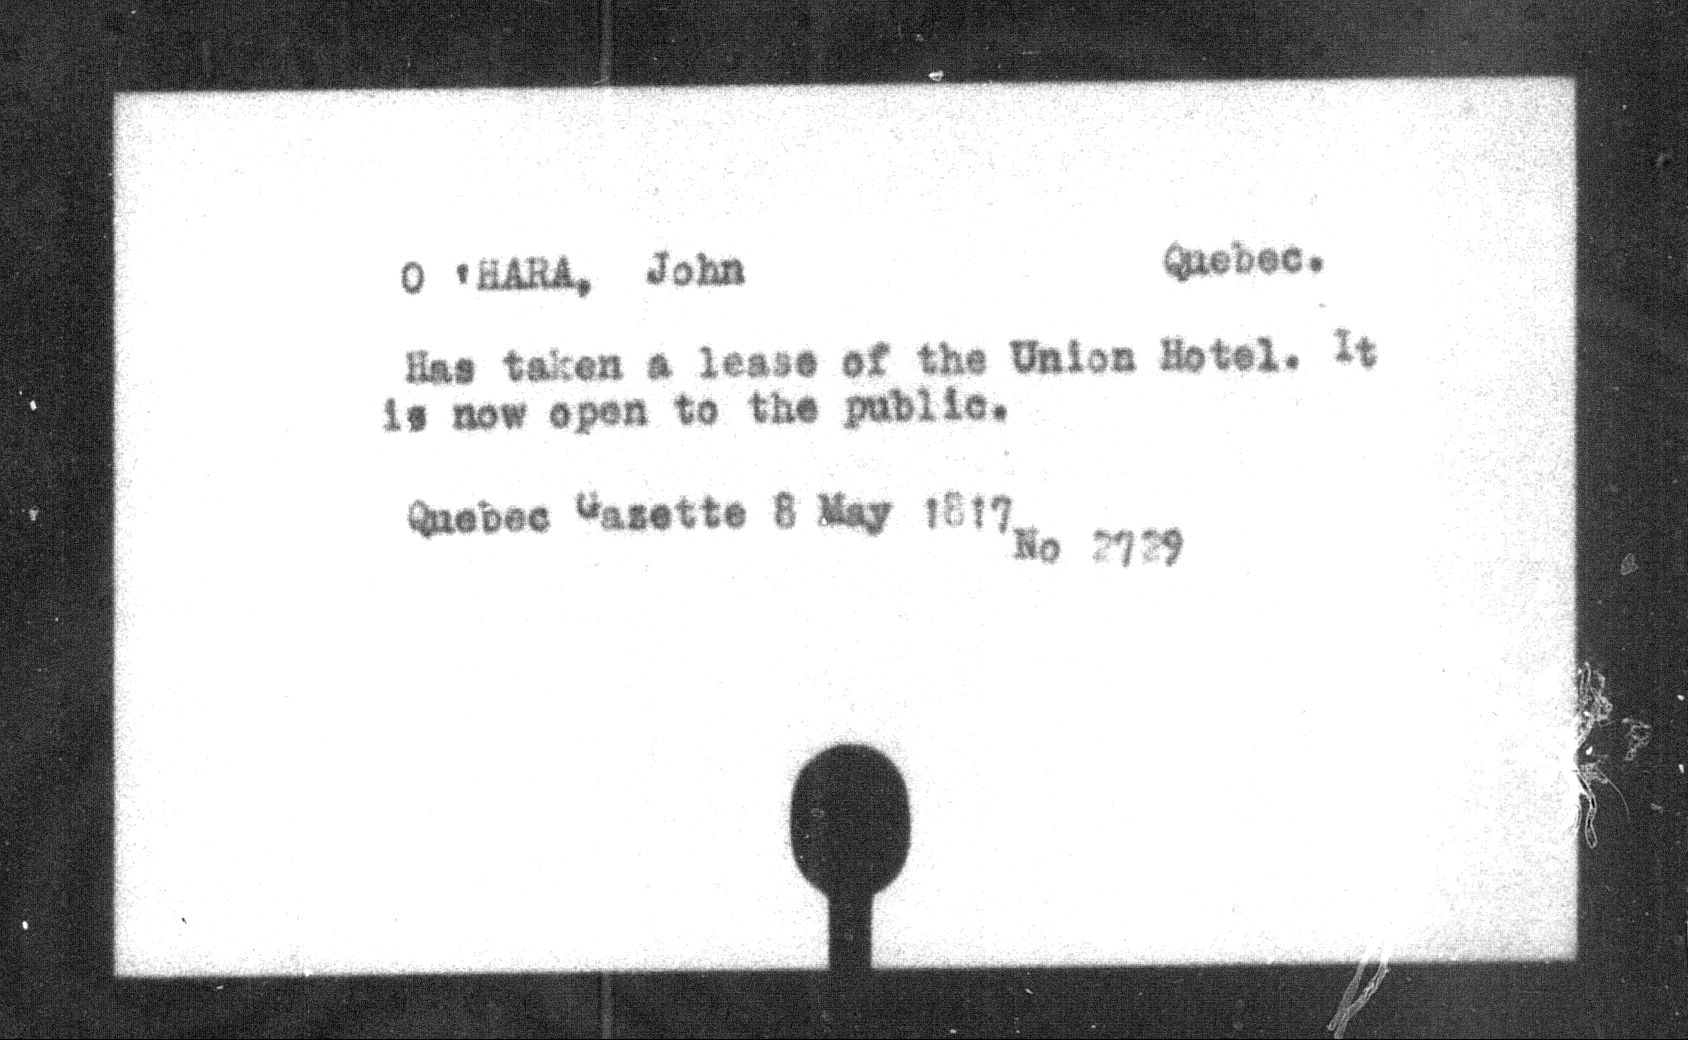 O 'HARA, John Quebec.
Has taken a lease of the Union Hotel. It
is now open to the public.
Quebec Gazette 8 May 1817
No 2729